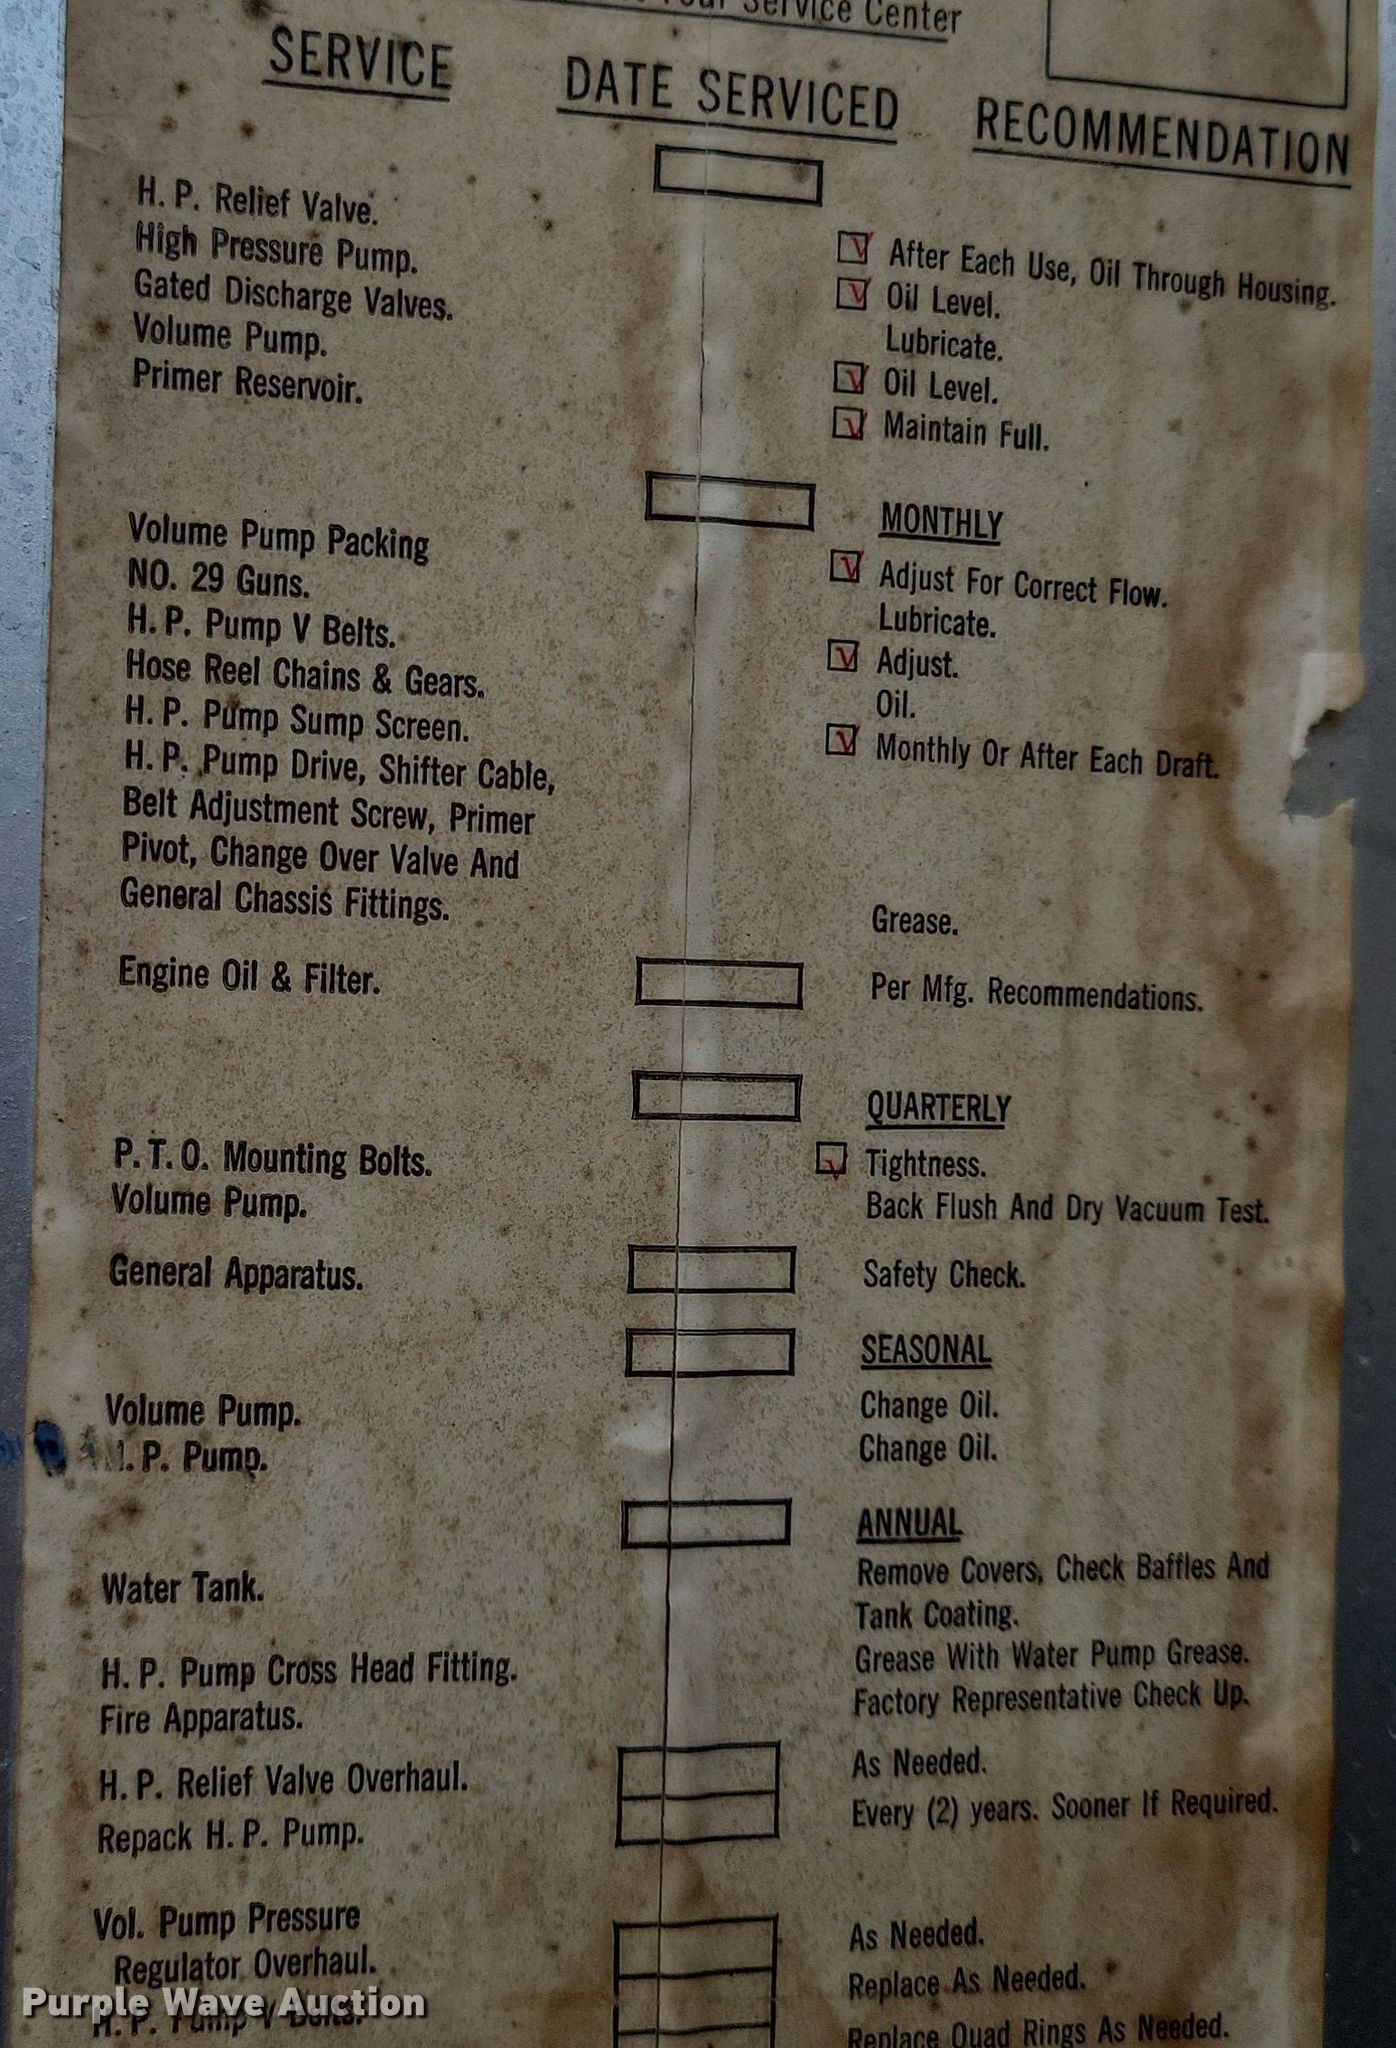 Your Service Center
SERVICE DATE SERVICED RECOMMENDATION
H. P. Relief Valve. After Each Use, Oil Through Housing.
High Pressure Pump. Oil Level.
Gated Discharge Valves. Lubricate.
Volume Pump. Oil Level.
Primer Reservoir. Maintain Full.
MONTHLY
Volume Pump Packing Adjust For Correct Flow.
NO. 29 Guns. Lubricate.
H. P. Pump V Belts. Adjust.
Hose Reel Chains & Gears. Oil.
H. P. Pump Sump Screen. Monthly Or After Each Draft.
H. P. Pump Drive, Shifter Cable,
Belt Adjustment Screw, Primer
Pivot, Change Over Valve And
General Chassis Fittings. Grease.
Engine Oil & Filter. Per Mfg. Recommendations.
QUARTERLY
P. T. O. Mounting Bolts. Tightness.
Volume Pump. Back Flush And Dry Vacuum Test.
General Apparatus. Safety Check.
SEASONAL
Volume Pump. Change Oil.
H. P. Pump. Change Oil.
ANNUAL
Water Tank. Remove Covers, Check Baffles And
Tank Coating.
H. P. Pump Cross Head Fitting. Grease With Water Pump Grease.
Fire Apparatus. Factory Representative Check Up.
H. P. Relief Valve Overhaul. As Needed.
Repack H. P. Pump. Every (2) years. Sooner If Required.
Vol. Pump Pressure
Regulator Overhaul. As Needed.
H. P. Pump V Belts. Replace As Needed.
Replace Quad Rings As Needed.
Purple Wave Auction